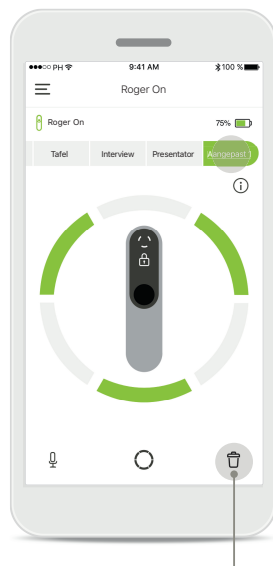 PH 9:41 AM 100 %
Roger On
Roger On 75%
Tafel Interview Presentator Aangepast 1